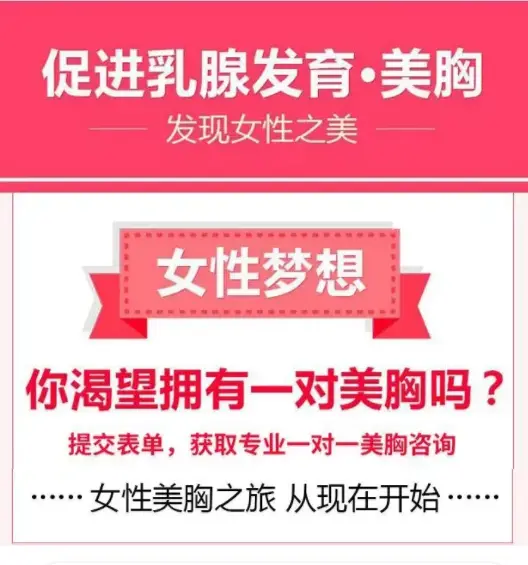 促进乳腺发育·美胸
发现女性之美
女性梦想
你渴望拥有一对美胸吗？
提交表单，获取专业一对一美胸咨询
······女性美胸之旅 从现在开始······